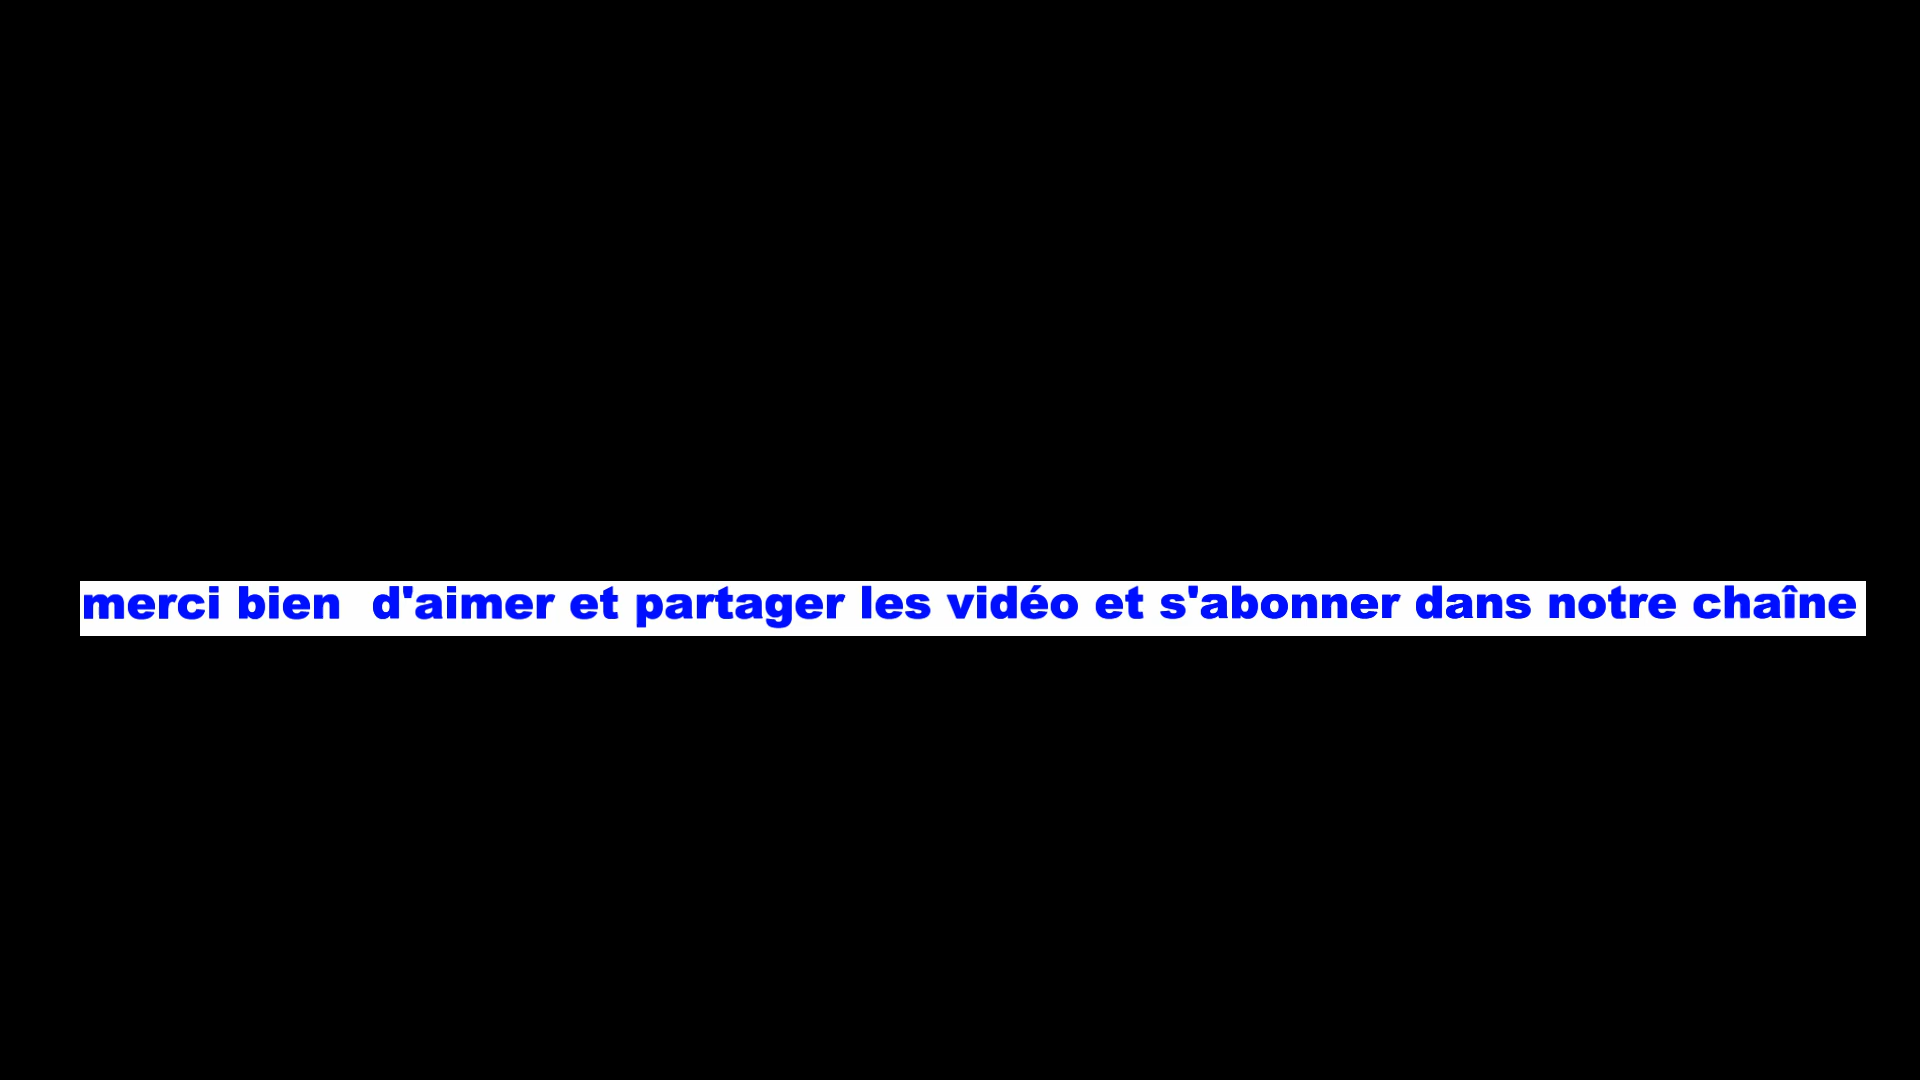 merci bien  d'aimer et partager les vidéo et s'abonner dans notre chaîne